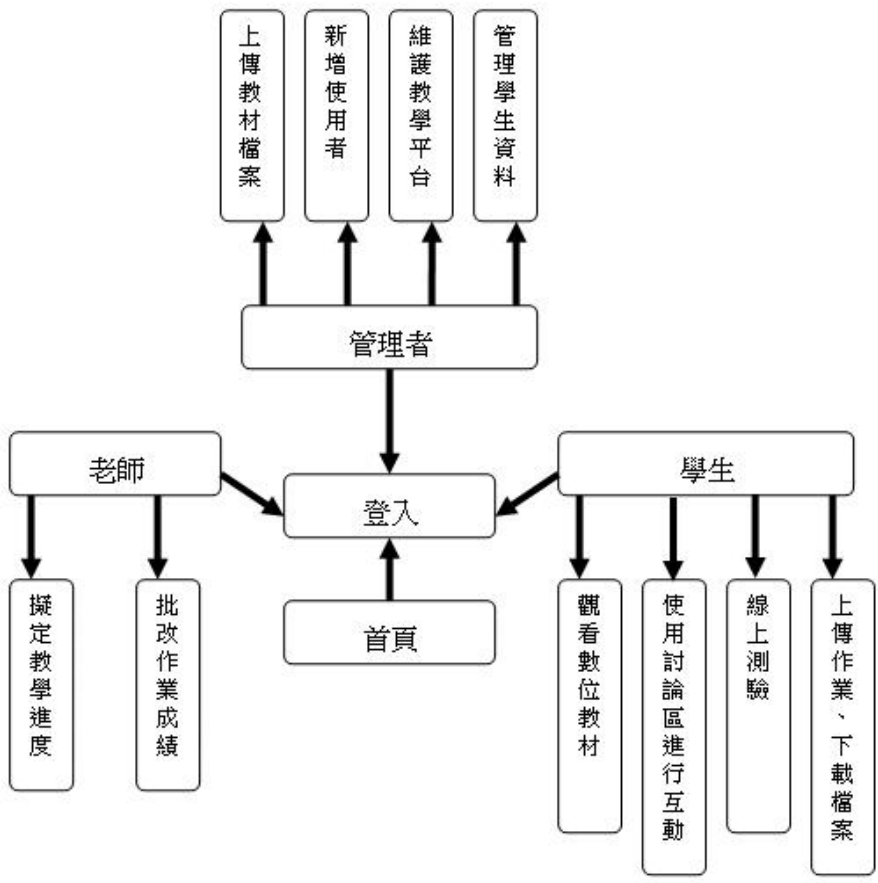 上傳教材檔案
新增使用者
維護教學平台
管理學生資料
管理者
老師
學生
登入
首頁
擬定教學進度
批改作業成績
觀看數位教材
使用討論區進行互動
線上測驗
上傳作業、下載檔案